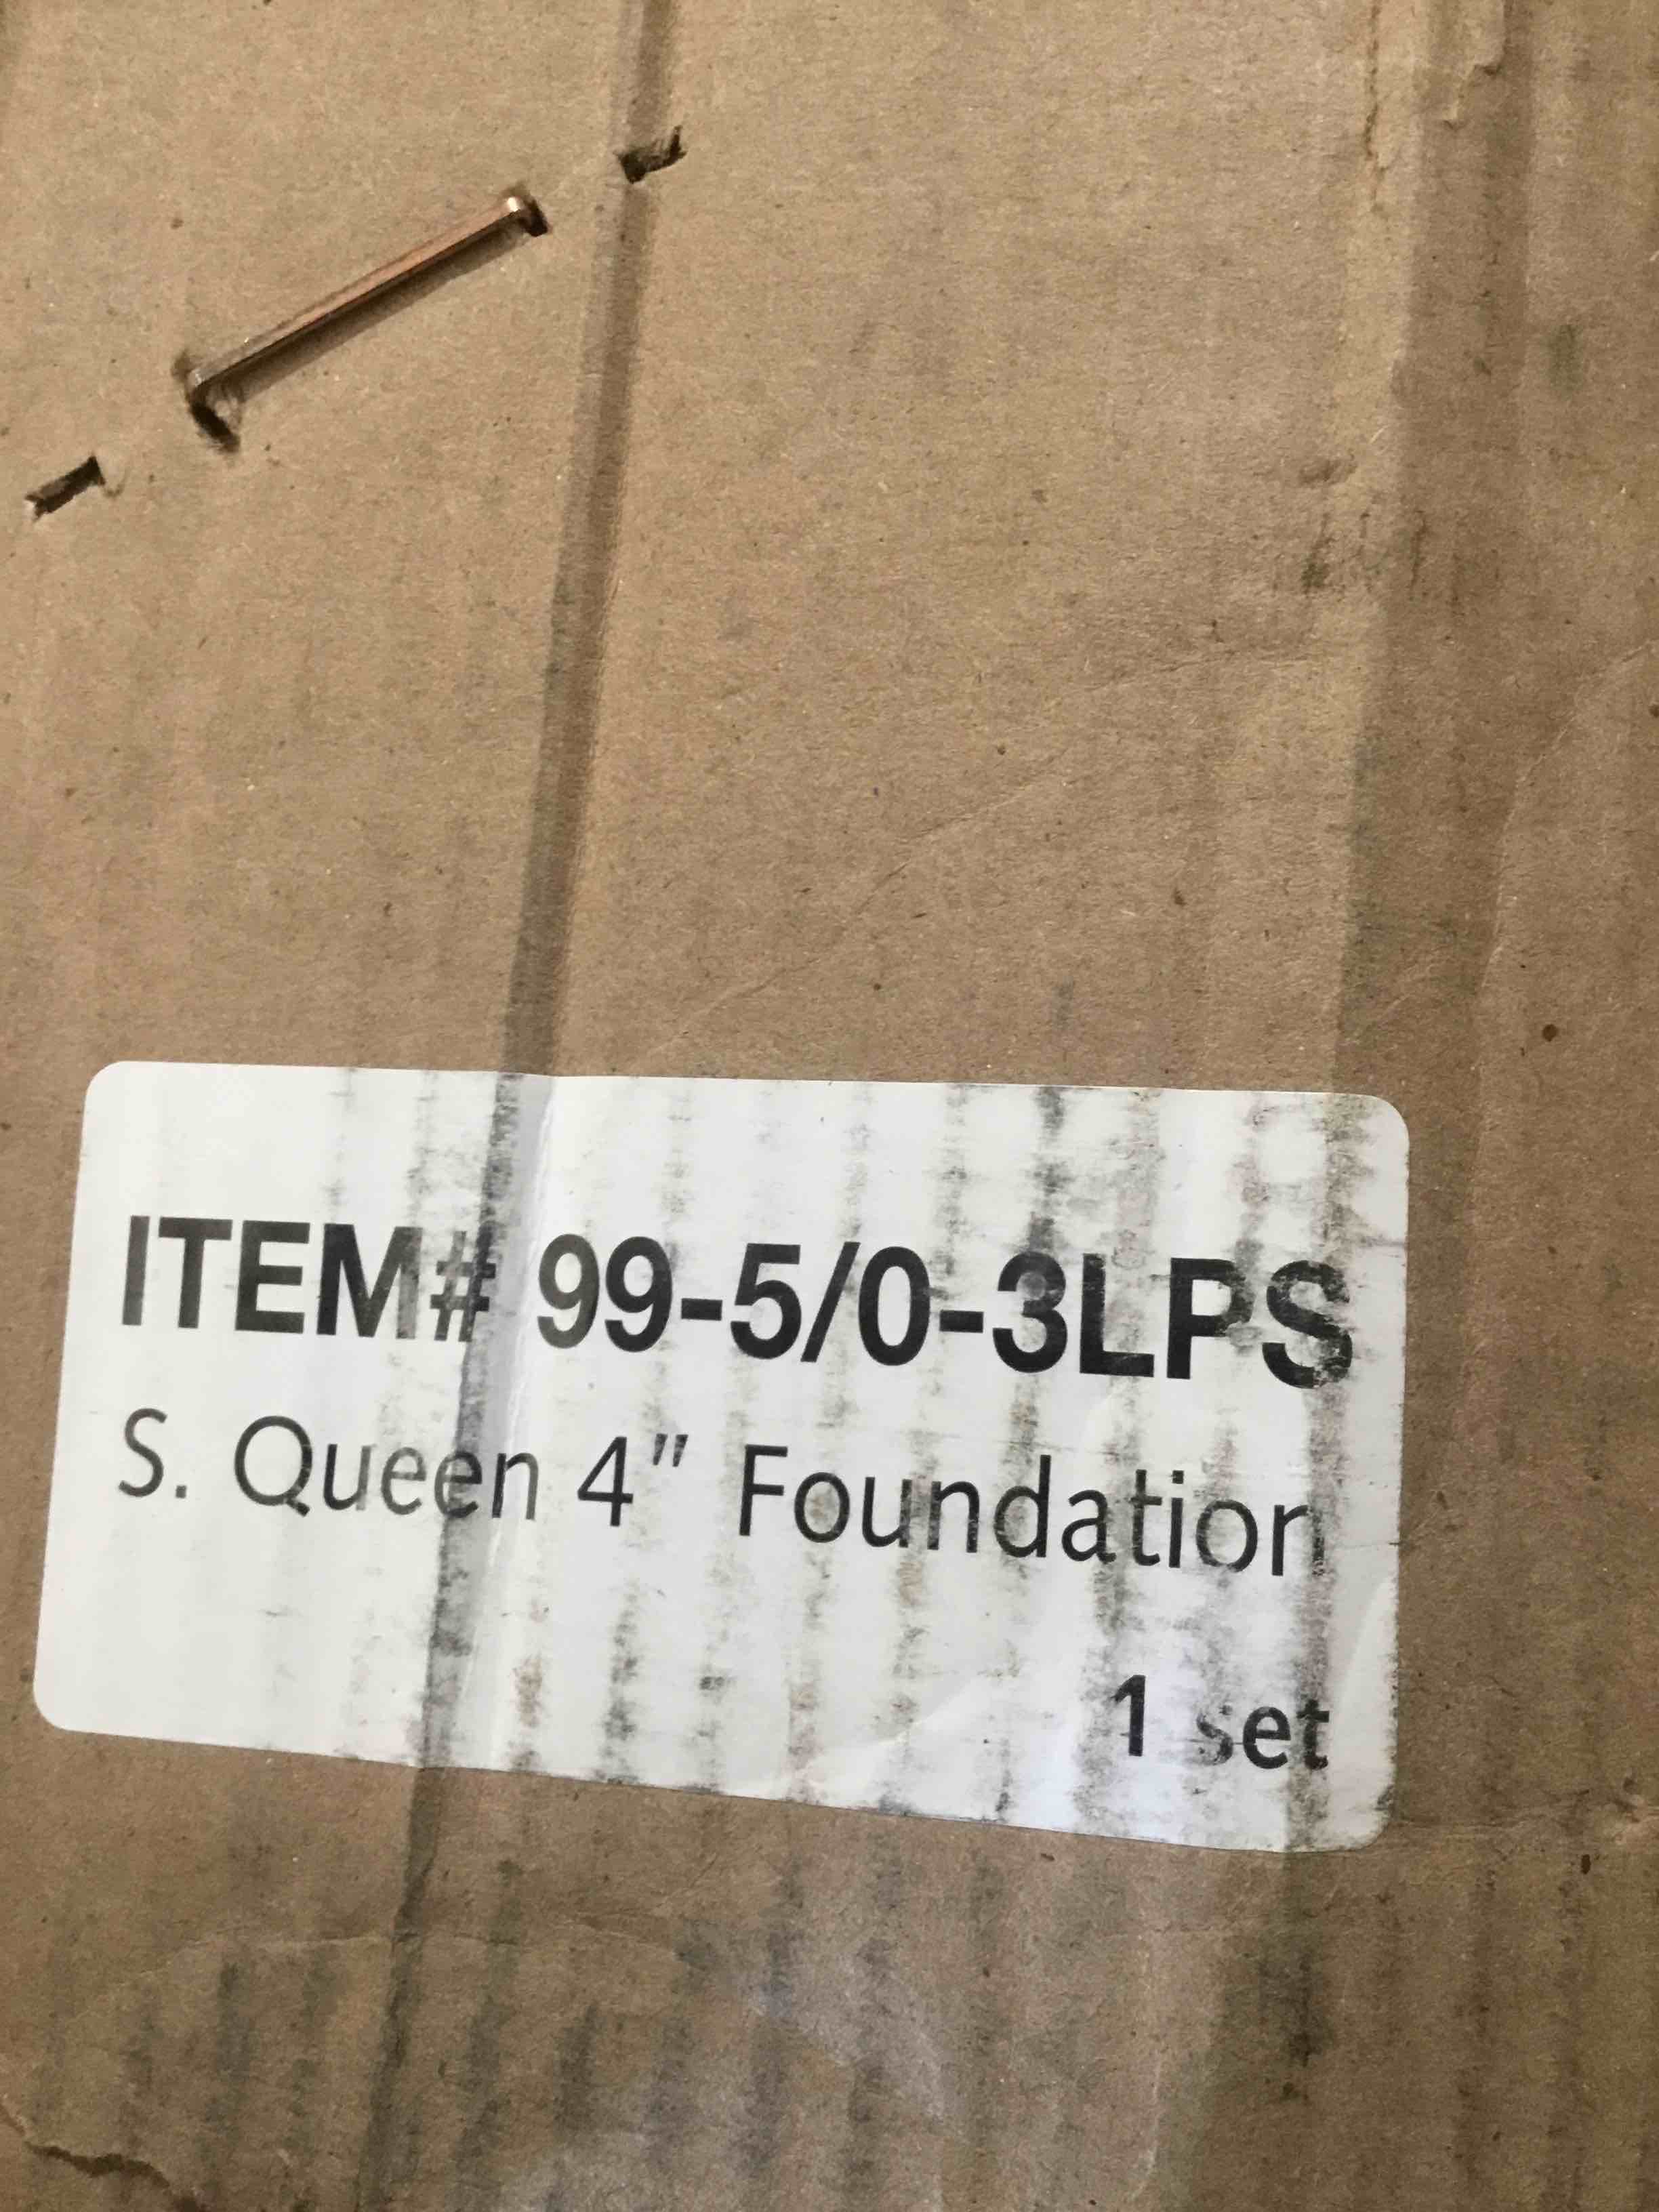 ITEM# 99-5/0-3LPS
S. Queen 4" Foundation
1 set